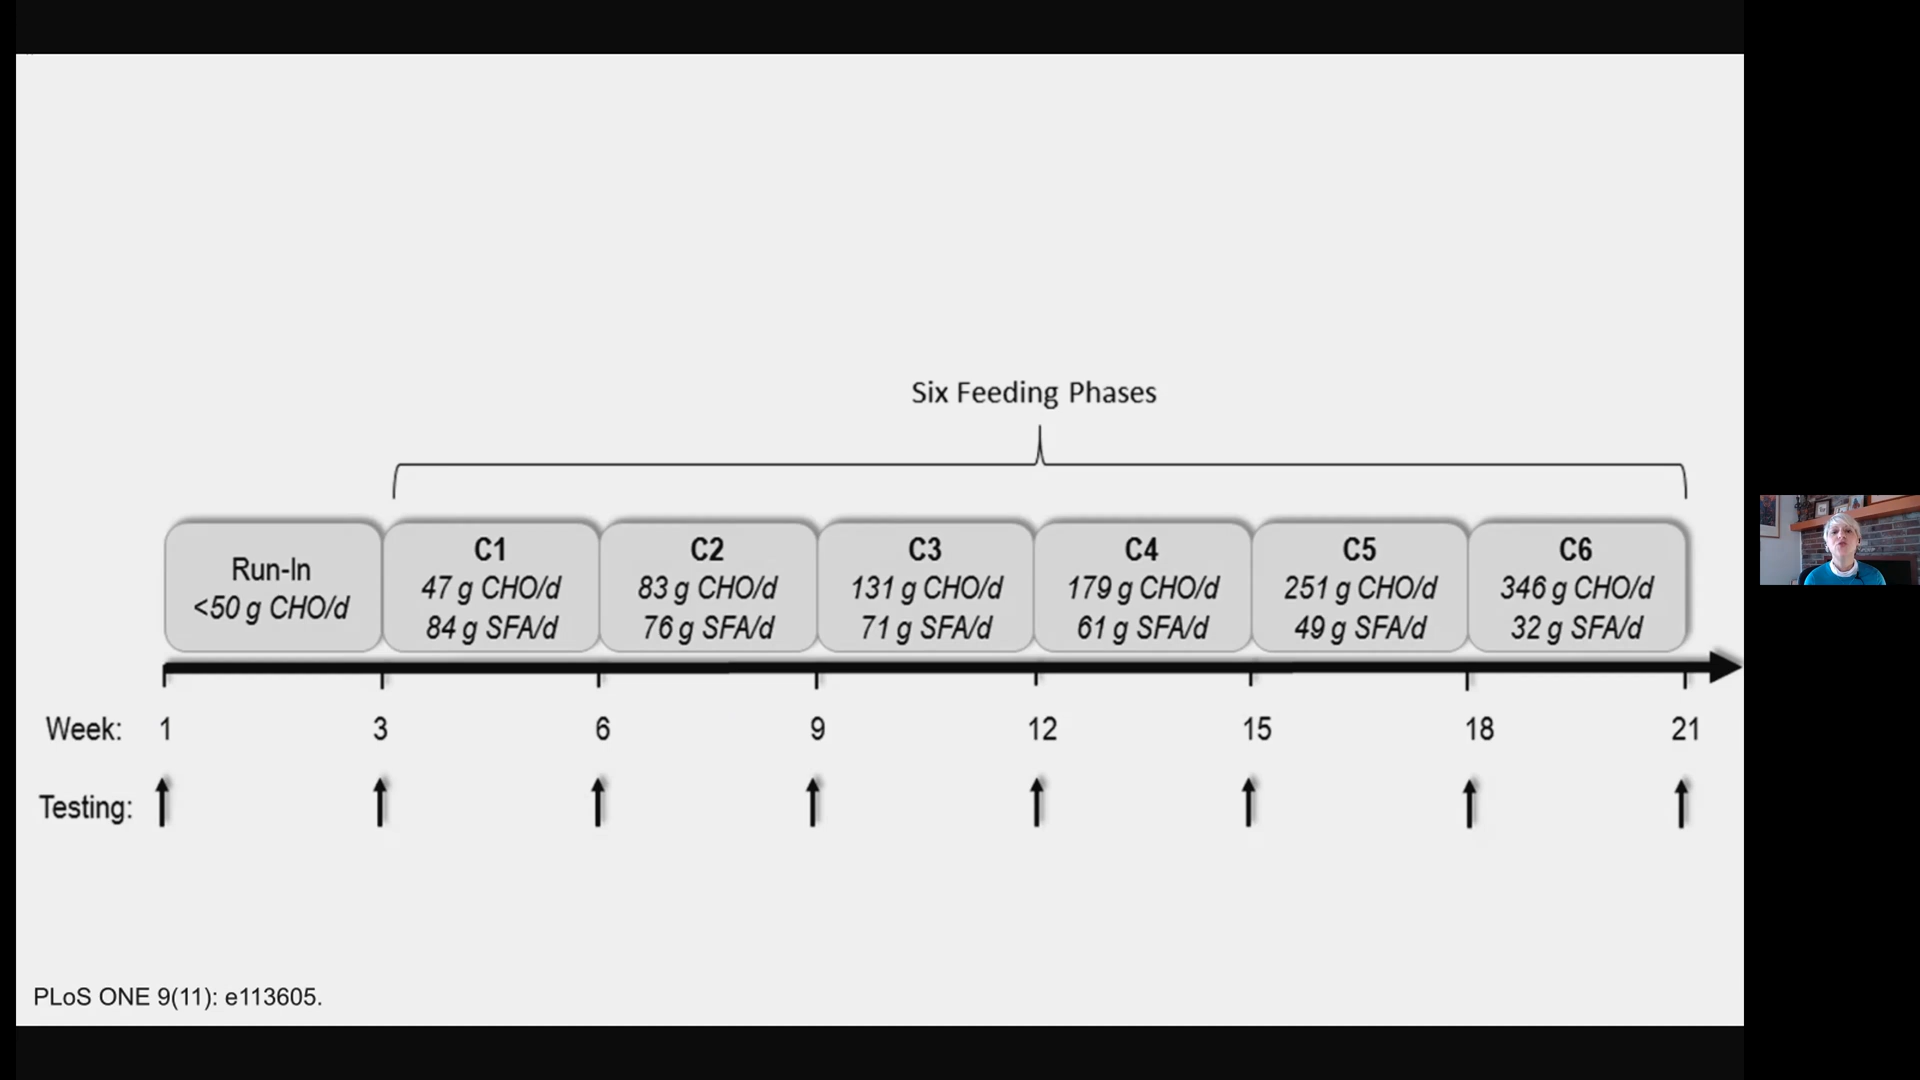 Six Feeding Phases
Run-In
<50 g CHO/d
C1
47 g CHO/d
84 g SFA/d
C2
83 g CHO/d
76 g SFA/d
C3
131 g CHO/d
71 g SFA/d
C4
179 g CHO/d
61 g SFA/d
C5
251 g CHO/d
49 g SFA/d
C6
346 g CHO/d
32 g SFA/d
Week: 1 3 6 9 12 15 18 21
Testing:
PLoS ONE 9(11): e113605.